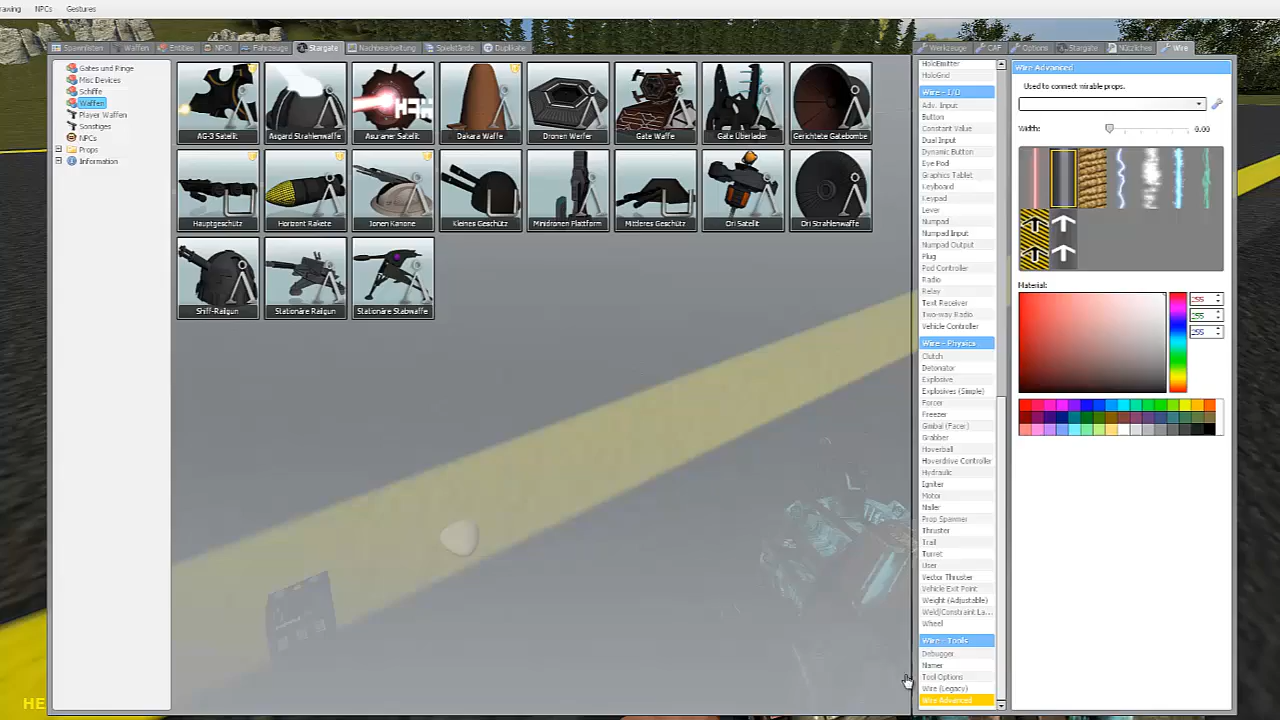 rawing NPCs Gestures
Spawnlisten Waffen Entities NPCs Fahrzeuge Stargate Nachbearbeitung Spielstände Duplikate
Werkzeuge CAF Options Stargate Nützliches Wire
Gates und Ringe
Misc Devices
Schiffe
Waffen
Player Waffen
Sonstiges
NPCs
Props
Information
AG-3 Satelit Asgard Strahlenwaffe Asuraner Satelit Dakara Waffe Dronen Werfer Gate Waffe Gate Überlader Gerichtete Gatebombe
Hauptgeschütz Horizont Rakete Ionen Kanone Kleines Geschütz Minidronen Plattform Mittleres Geschütz Ori Satelit Ori Strahlenwaffe
Shiff-Railgun Stationäre Railgun Stationäre Stabwaffe
HoloEmitter
HoloGrid
Wire - I/O
Adv. Input
Button
Constant Value
Dual Input
Dynamic Button
Eye Pod
Graphics Tablet
Keyboard
Keypad
Lever
Numpad
Numpad Input
Numpad Output
Plug
Pod Controller
Radio
Relay
Text Receiver
Two-way Radio
Vehicle Controller
Wire - Physics
Clutch
Detonator
Explosive
Explosives (Simple)
Forcer
Freezer
Gimbal (Facer)
Grabber
Hoverball
Hoverdrive Controller
Hydraulic
Igniter
Motor
Nailer
Prop Spawner
Thruster
Trail
Turret
User
Vector Thruster
Vehicle Exit Point
Weight (Adjustable)
Weld/Constraint La...
Wheel
Wire - Tools
Debugger
Namer
Tool Options
Wire (Legacy)
Wire Advanced
Wire Advanced
Used to connect wirable props.
Width: 0.00
Material:
255
255
255
HE